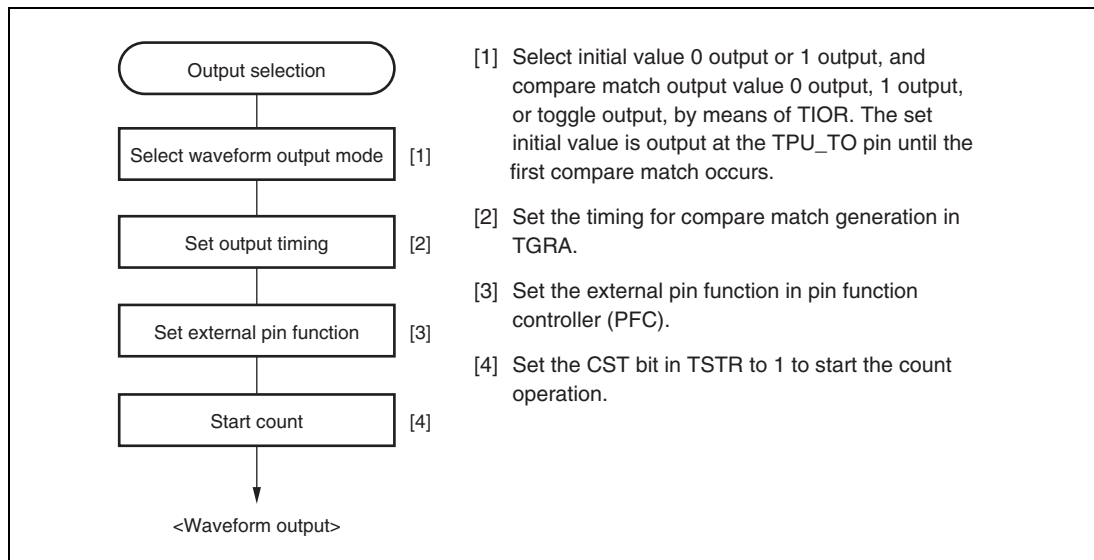 Output selection
Select waveform output mode [1]
Set output timing [2]
Set external pin function [3]
Start count [4]
<Waveform output>
[1] Select initial value 0 output or 1 output, and
compare match output value 0 output, 1 output,
or toggle output, by means of TIOR. The set
initial value is output at the TPU_TO pin until the
first compare match occurs.
[2] Set the timing for compare match generation in
TGRA.
[3] Set the external pin function in pin function
controller (PFC).
[4] Set the CST bit in TSTR to 1 to start the count
operation.